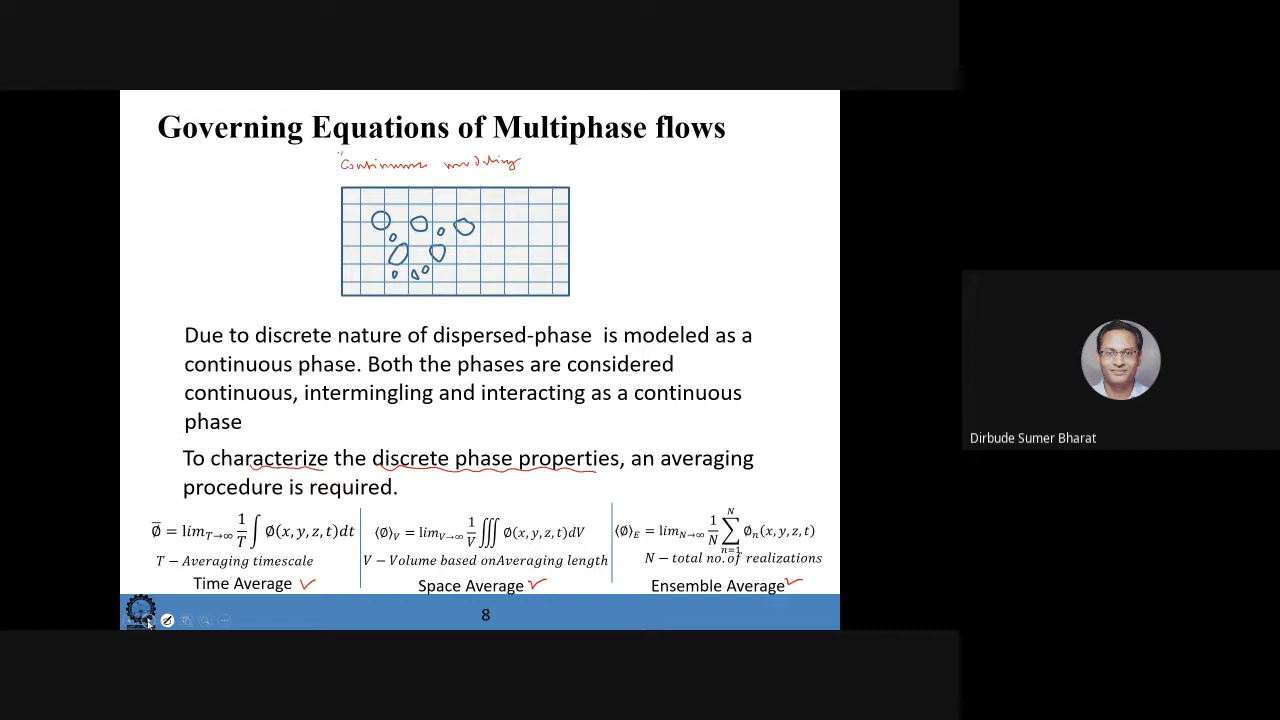 Governing Equations of Multiphase flows
"Continuum modeling
Due to discrete nature of dispersed-phase is modeled as a
continuous phase. Both the phases are considered
continuous, intermingling and interacting as a continuous
phase
To characterize the discrete phase properties, an averaging
procedure is required.
∅̅ = lim_{T→∞} 1/T ∫ ∅(x, y, z, t)dt
T − Averaging timescale
Time Average
⟨∅⟩_V = lim_{V→∞} 1/V ∭ ∅(x, y, z, t)dV
V − Volume based onAveraging length
Space Average
⟨∅⟩_E = lim_{N→∞} 1/N ∑_{n=1}^{N} ∅_n(x, y, z, t)
N − total no. of realizations
Ensemble Average
8
Dirbude Sumer Bharat